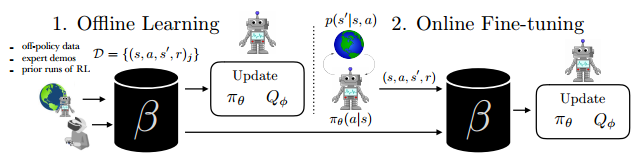 1. Offline Learning
- off-policy data
- expert demos
- prior runs of RL
𝒟 = {(s, a, s′, r)_j}
β
Update
π_θ Q_ϕ
p(s′|s, a)
π_θ(a|s)
2. Online Fine-tuning
(s, a, s′, r)
β
Update
π_θ Q_ϕ